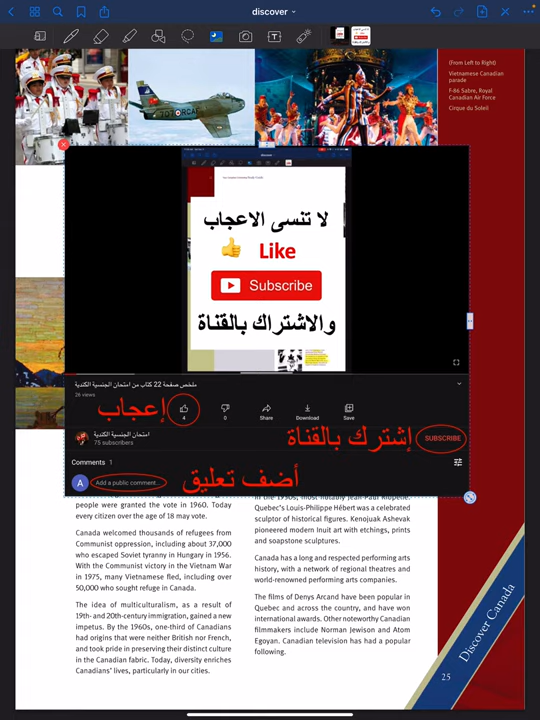 discover
(From Left to Right)
Vietnamese Canadian
parade
F-86 Sabre, Royal
Canadian Air Force
Cirque du Soleil
RCAF
لا تنسى الاعجاب
👍 Like
Subscribe
والاشتراك بالقناة
ملخص صفحة 22 كتاب من امتحان الجنسية الكندية
26 views
إعجاب
4
0
Share
Download
Save
امتحان الجنسية الكندية
75 subscribers
إشترك بالقناة
SUBSCRIBE
Comments 1
A
Add a public comment...
أضف تعليق
people were granted the vote in 1960. Today
every citizen over the age of 18 may vote.
Canada welcomed thousands of refugees from
Communist oppression, including about 37,000
who escaped Soviet tyranny in Hungary in 1956.
With the Communist victory in the Vietnam War
in 1975, many Vietnamese fled, including over
50,000 who sought refuge in Canada.
The idea of multiculturalism, as a result of
19th- and 20th-century immigration, gained a new
impetus. By the 1960s, one-third of Canadians
had origins that were neither British nor French,
and took pride in preserving their distinct culture
in the Canadian fabric. Today, diversity enriches
Canadians' lives, particularly in our cities.
in the 1950s, most notably Jean-Paul Riopelle.
Quebec's Louis-Philippe Hébert was a celebrated
sculptor of historical figures. Kenojuak Ashevak
pioneered modern Inuit art with etchings, prints
and soapstone sculptures.
Canada has a long and respected performing arts
history, with a network of regional theatres and
world-renowned performing arts companies.
The films of Denys Arcand have been popular in
Quebec and across the country, and have won
international awards. Other noteworthy Canadian
filmmakers include Norman Jewison and Atom
Egoyan. Canadian television has had a popular
following.
Discover Canada
25